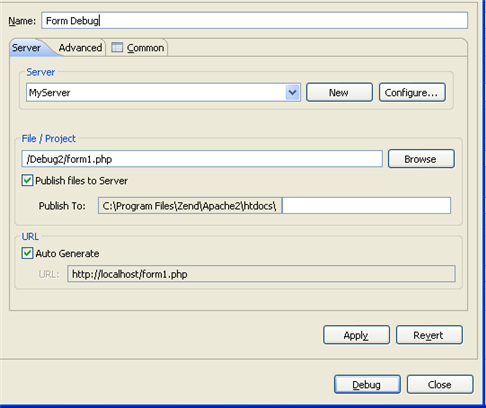 Name: Form Debug
Server Advanced Common
Server
MyServer New Configure...
File / Project
/Debug2/form1.php Browse
Publish files to Server
Publish To: C:\Program Files\Zend\Apache2\htdocs\
URL
Auto Generate
URL: http://localhost/form1.php
Apply Revert
Debug Close